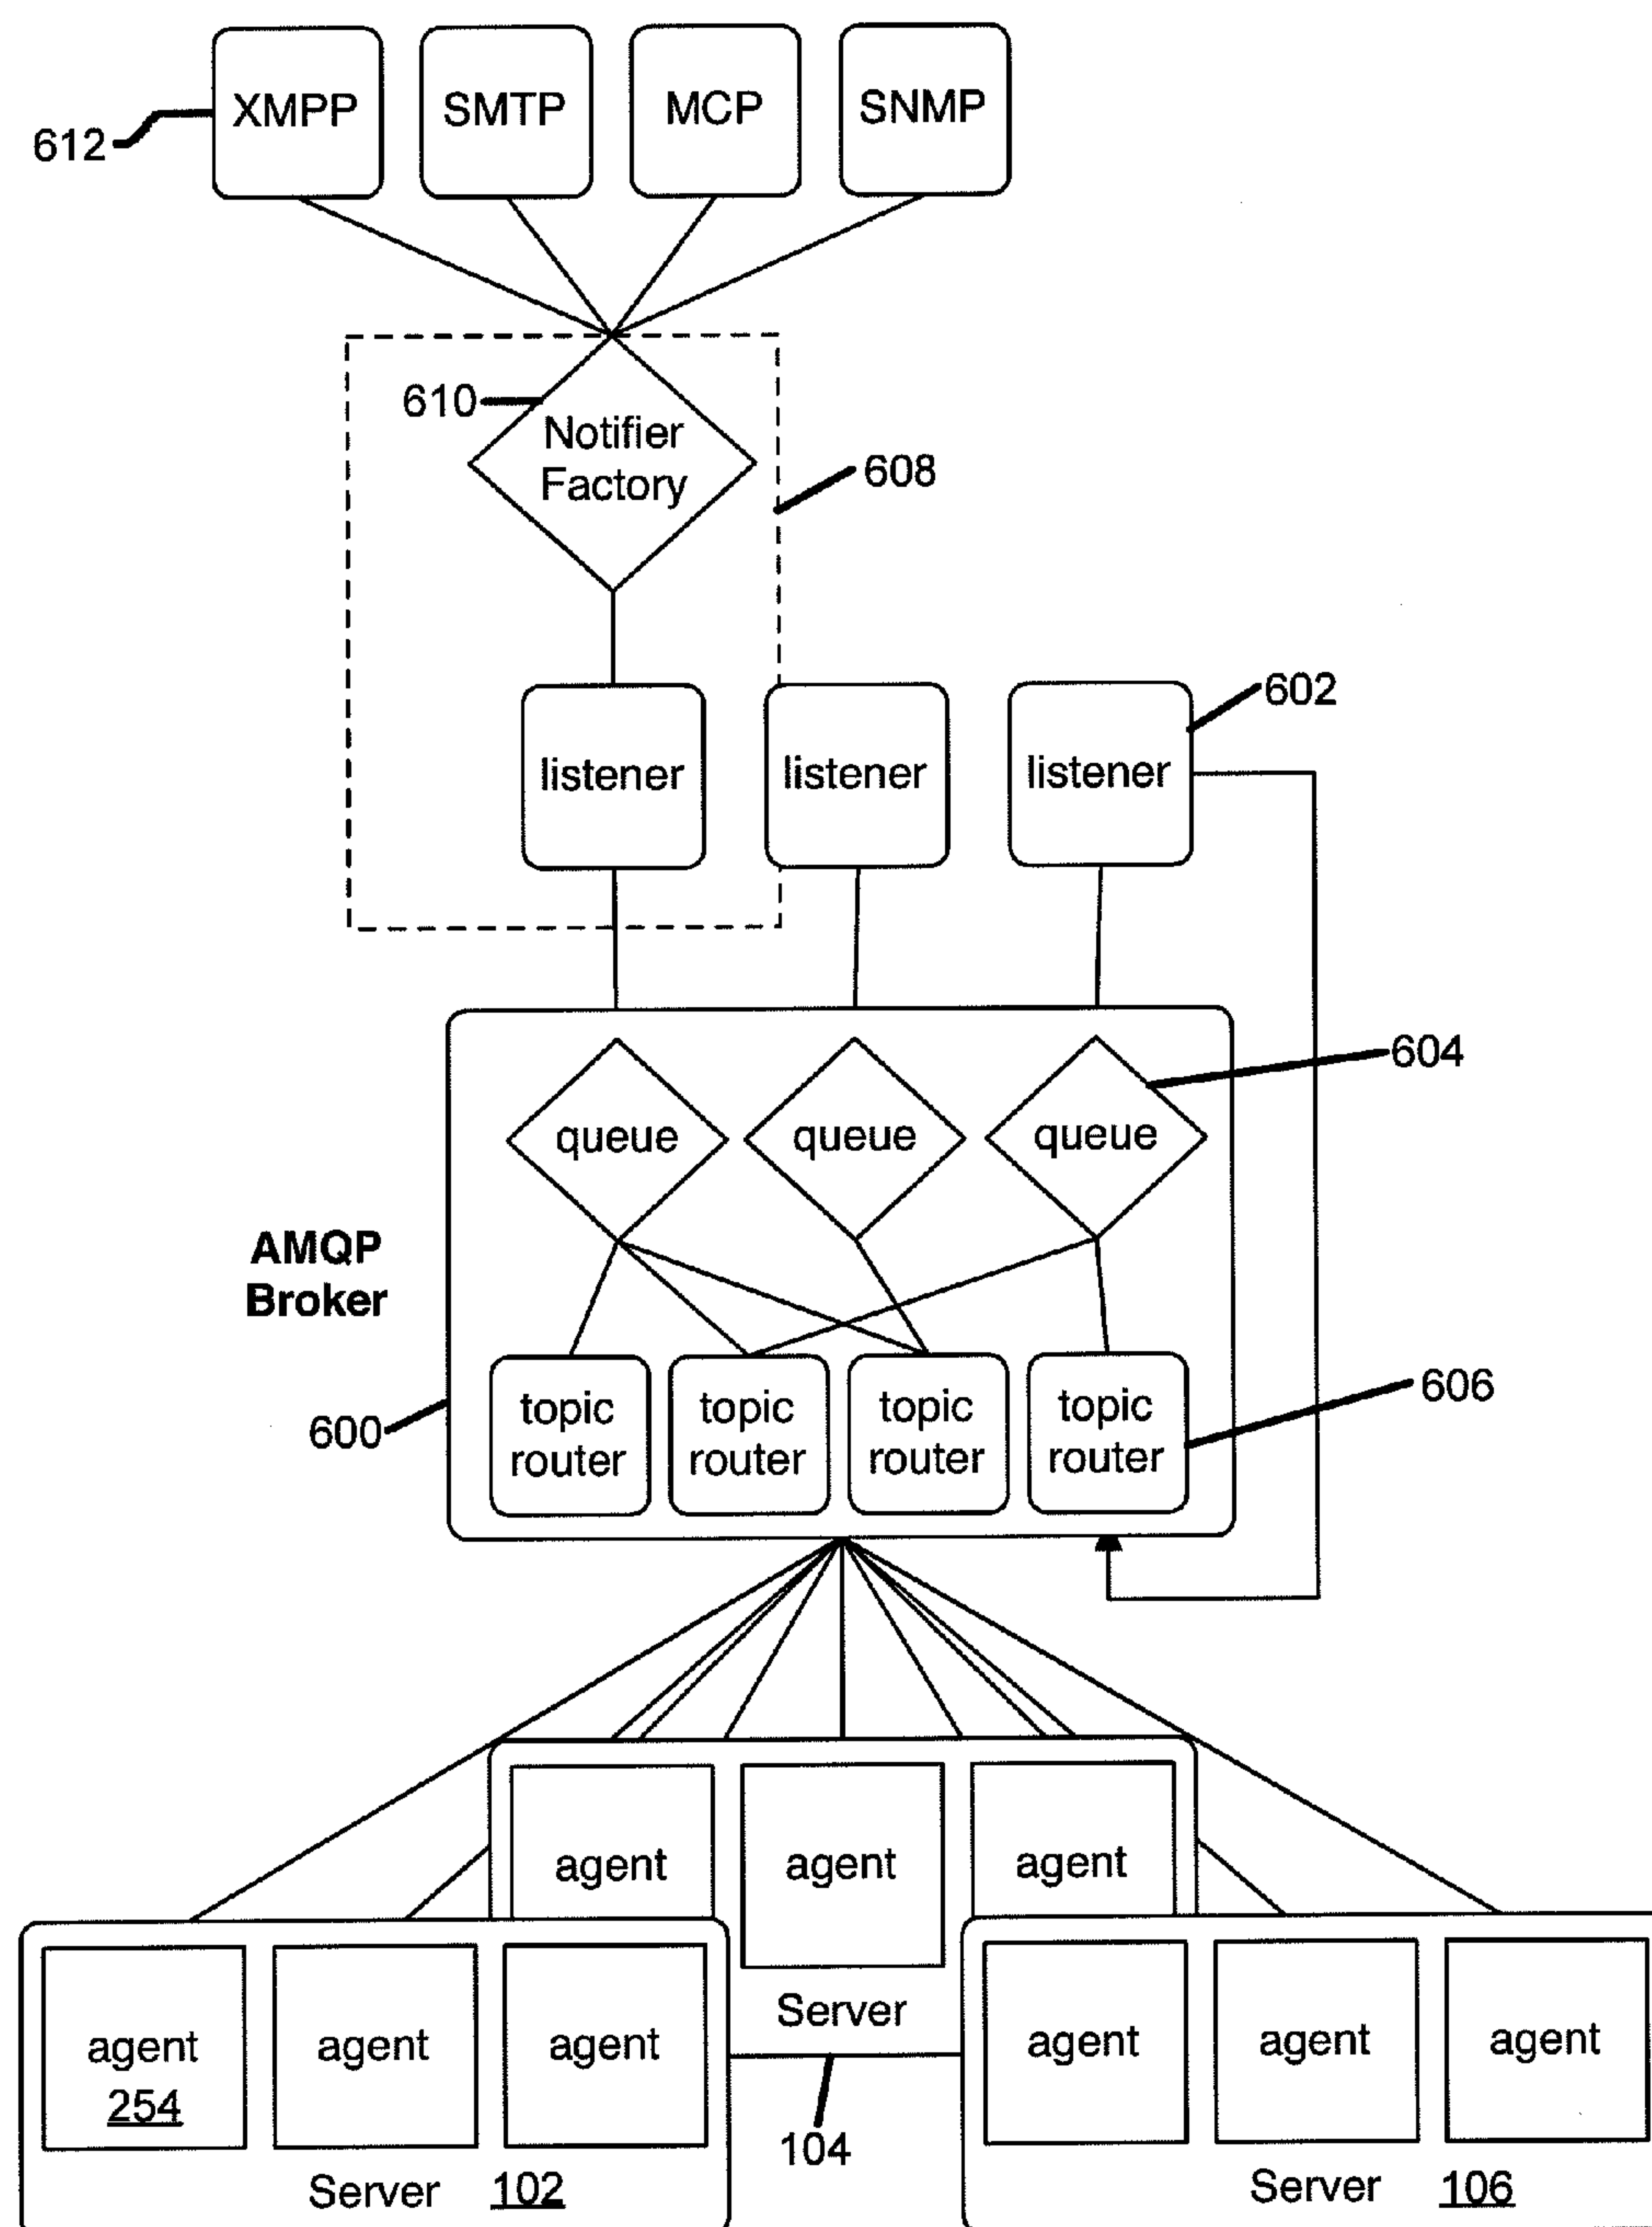 XMPP
SMTP
MCP
SNMP
612
610
Notifier
Factory
608
602
listener
listener
listener
604
queue
queue
queue
AMQP
Broker
606
600
topic
router
topic
router
topic
router
topic
router
agent
agent
agent
Server
104
agent
254
agent
agent
Server 102
agent
agent
agent
Server 106